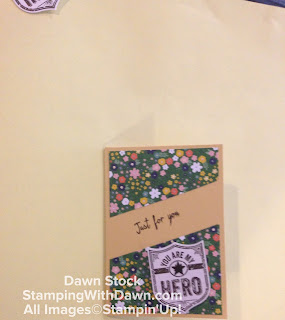 Just for you
YOU ARE MY
HERO
Dawn Stock
StampingWithDawn.com
All Images©Stampin'Up!